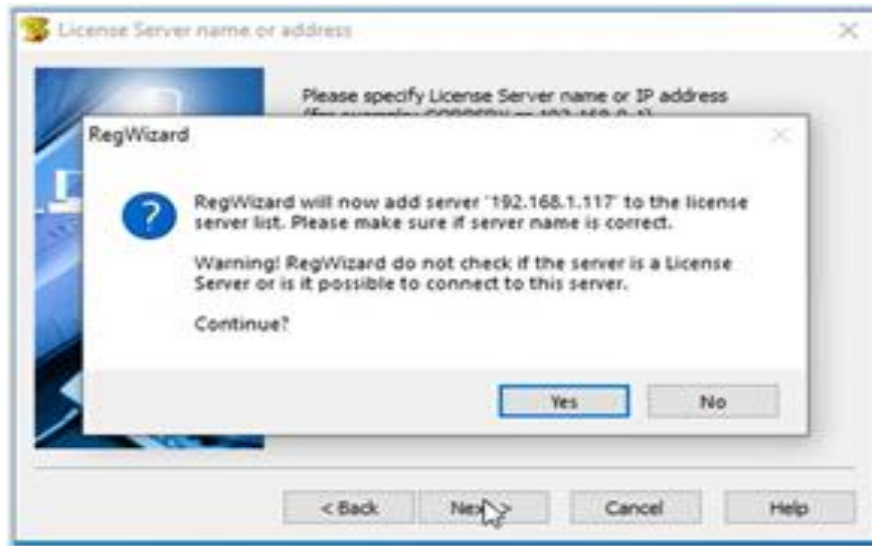 License Server name or address
Please specify License Server name or IP address
RegWizard
RegWizard will now add server '192.168.1.117' to the license
server list. Please make sure if server name is correct.
Warning! RegWizard do not check if the server is a License
Server or is it possible to connect to this server.
Continue?
Yes
No
< Back
Next >
Cancel
Help